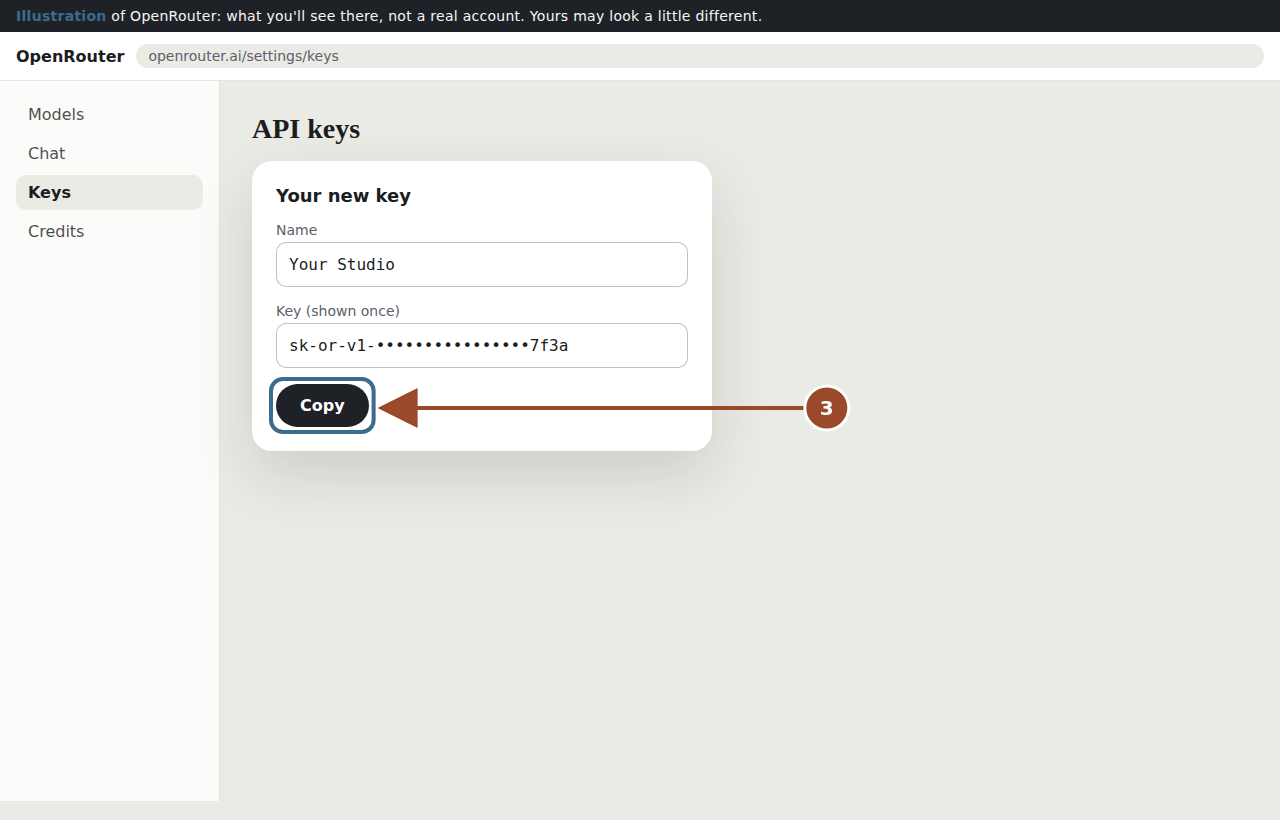 Illustration of OpenRouter: what you'll see there, not a real account. Yours may look a little different.
OpenRouter
openrouter.ai/settings/keys
Models
Chat
Keys
Credits
API keys
Your new key
Name
Your Studio
Key (shown once)
sk-or-v1-••••••••••••••••7f3a
Copy
3